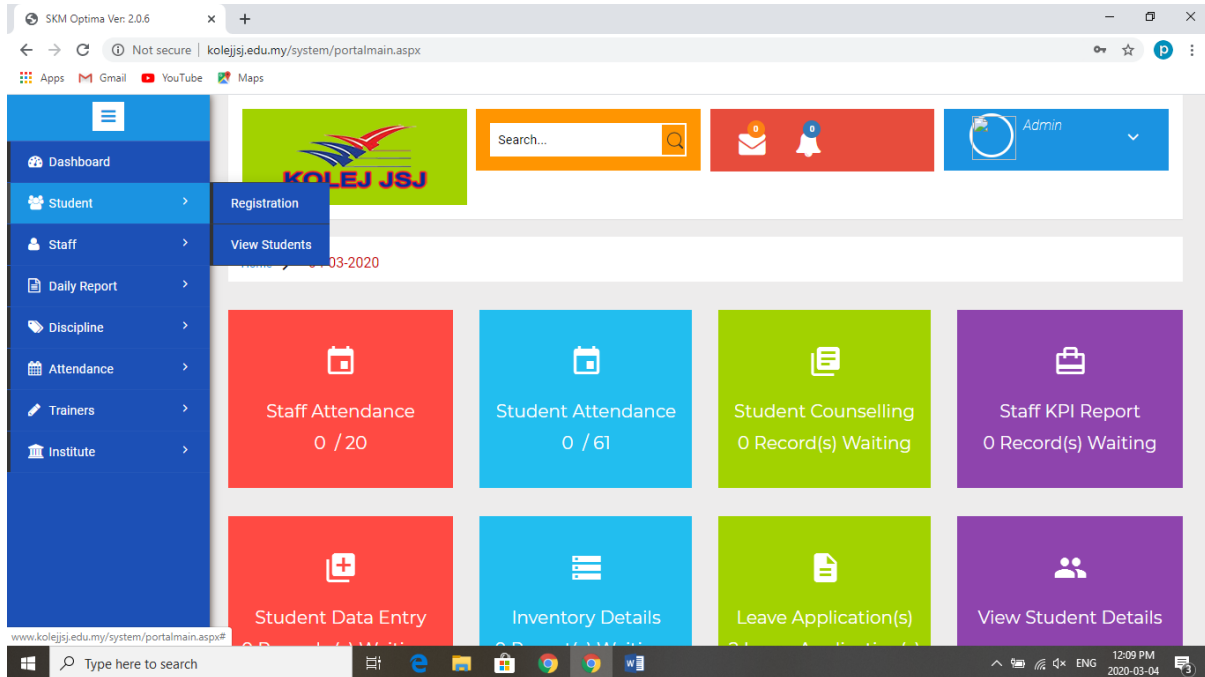 SKM Optima Ver: 2.0.6
Not secure | kolejjsj.edu.my/system/portalmain.aspx
P
Apps Gmail YouTube Maps
KOLEJ JSJ
Search...
0 0
Admin
Dashboard
Student
Registration
View Students
Staff
Daily Report
Discipline
Attendance
Trainers
Institute
03-2020
Staff Attendance
0 / 20
Student Attendance
0 / 61
Student Counselling
0 Record(s) Waiting
Staff KPI Report
0 Record(s) Waiting
Student Data Entry
Inventory Details
Leave Application(s)
View Student Details
www.kolejjsj.edu.my/system/portalmain.aspx#
Type here to search
ENG
12:09 PM
2020-03-04
3